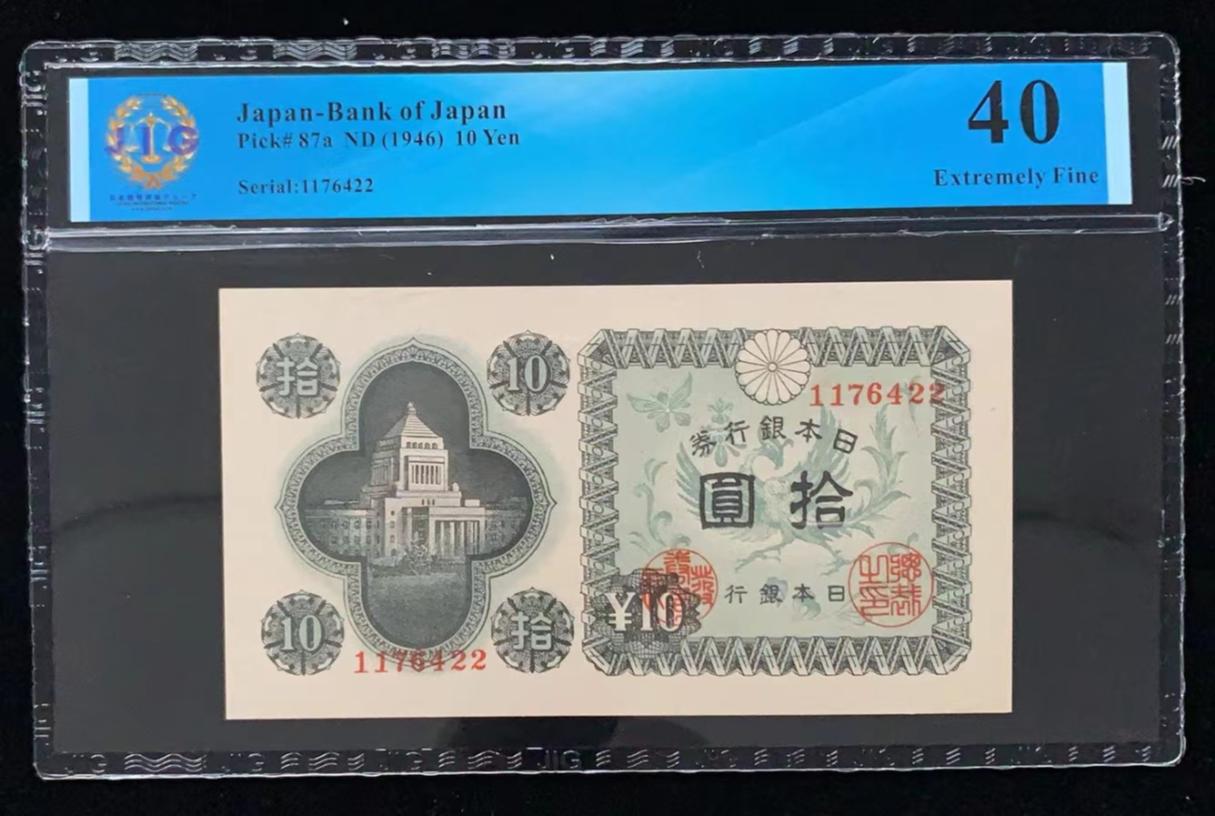 JIG
Japan-Bank of Japan
Pick# 87a ND (1946) 10 Yen
Serial:1176422
40
Extremely Fine
拾
10
1176422
券行銀本日
圓拾
¥10
行銀本日
10
拾
1176422